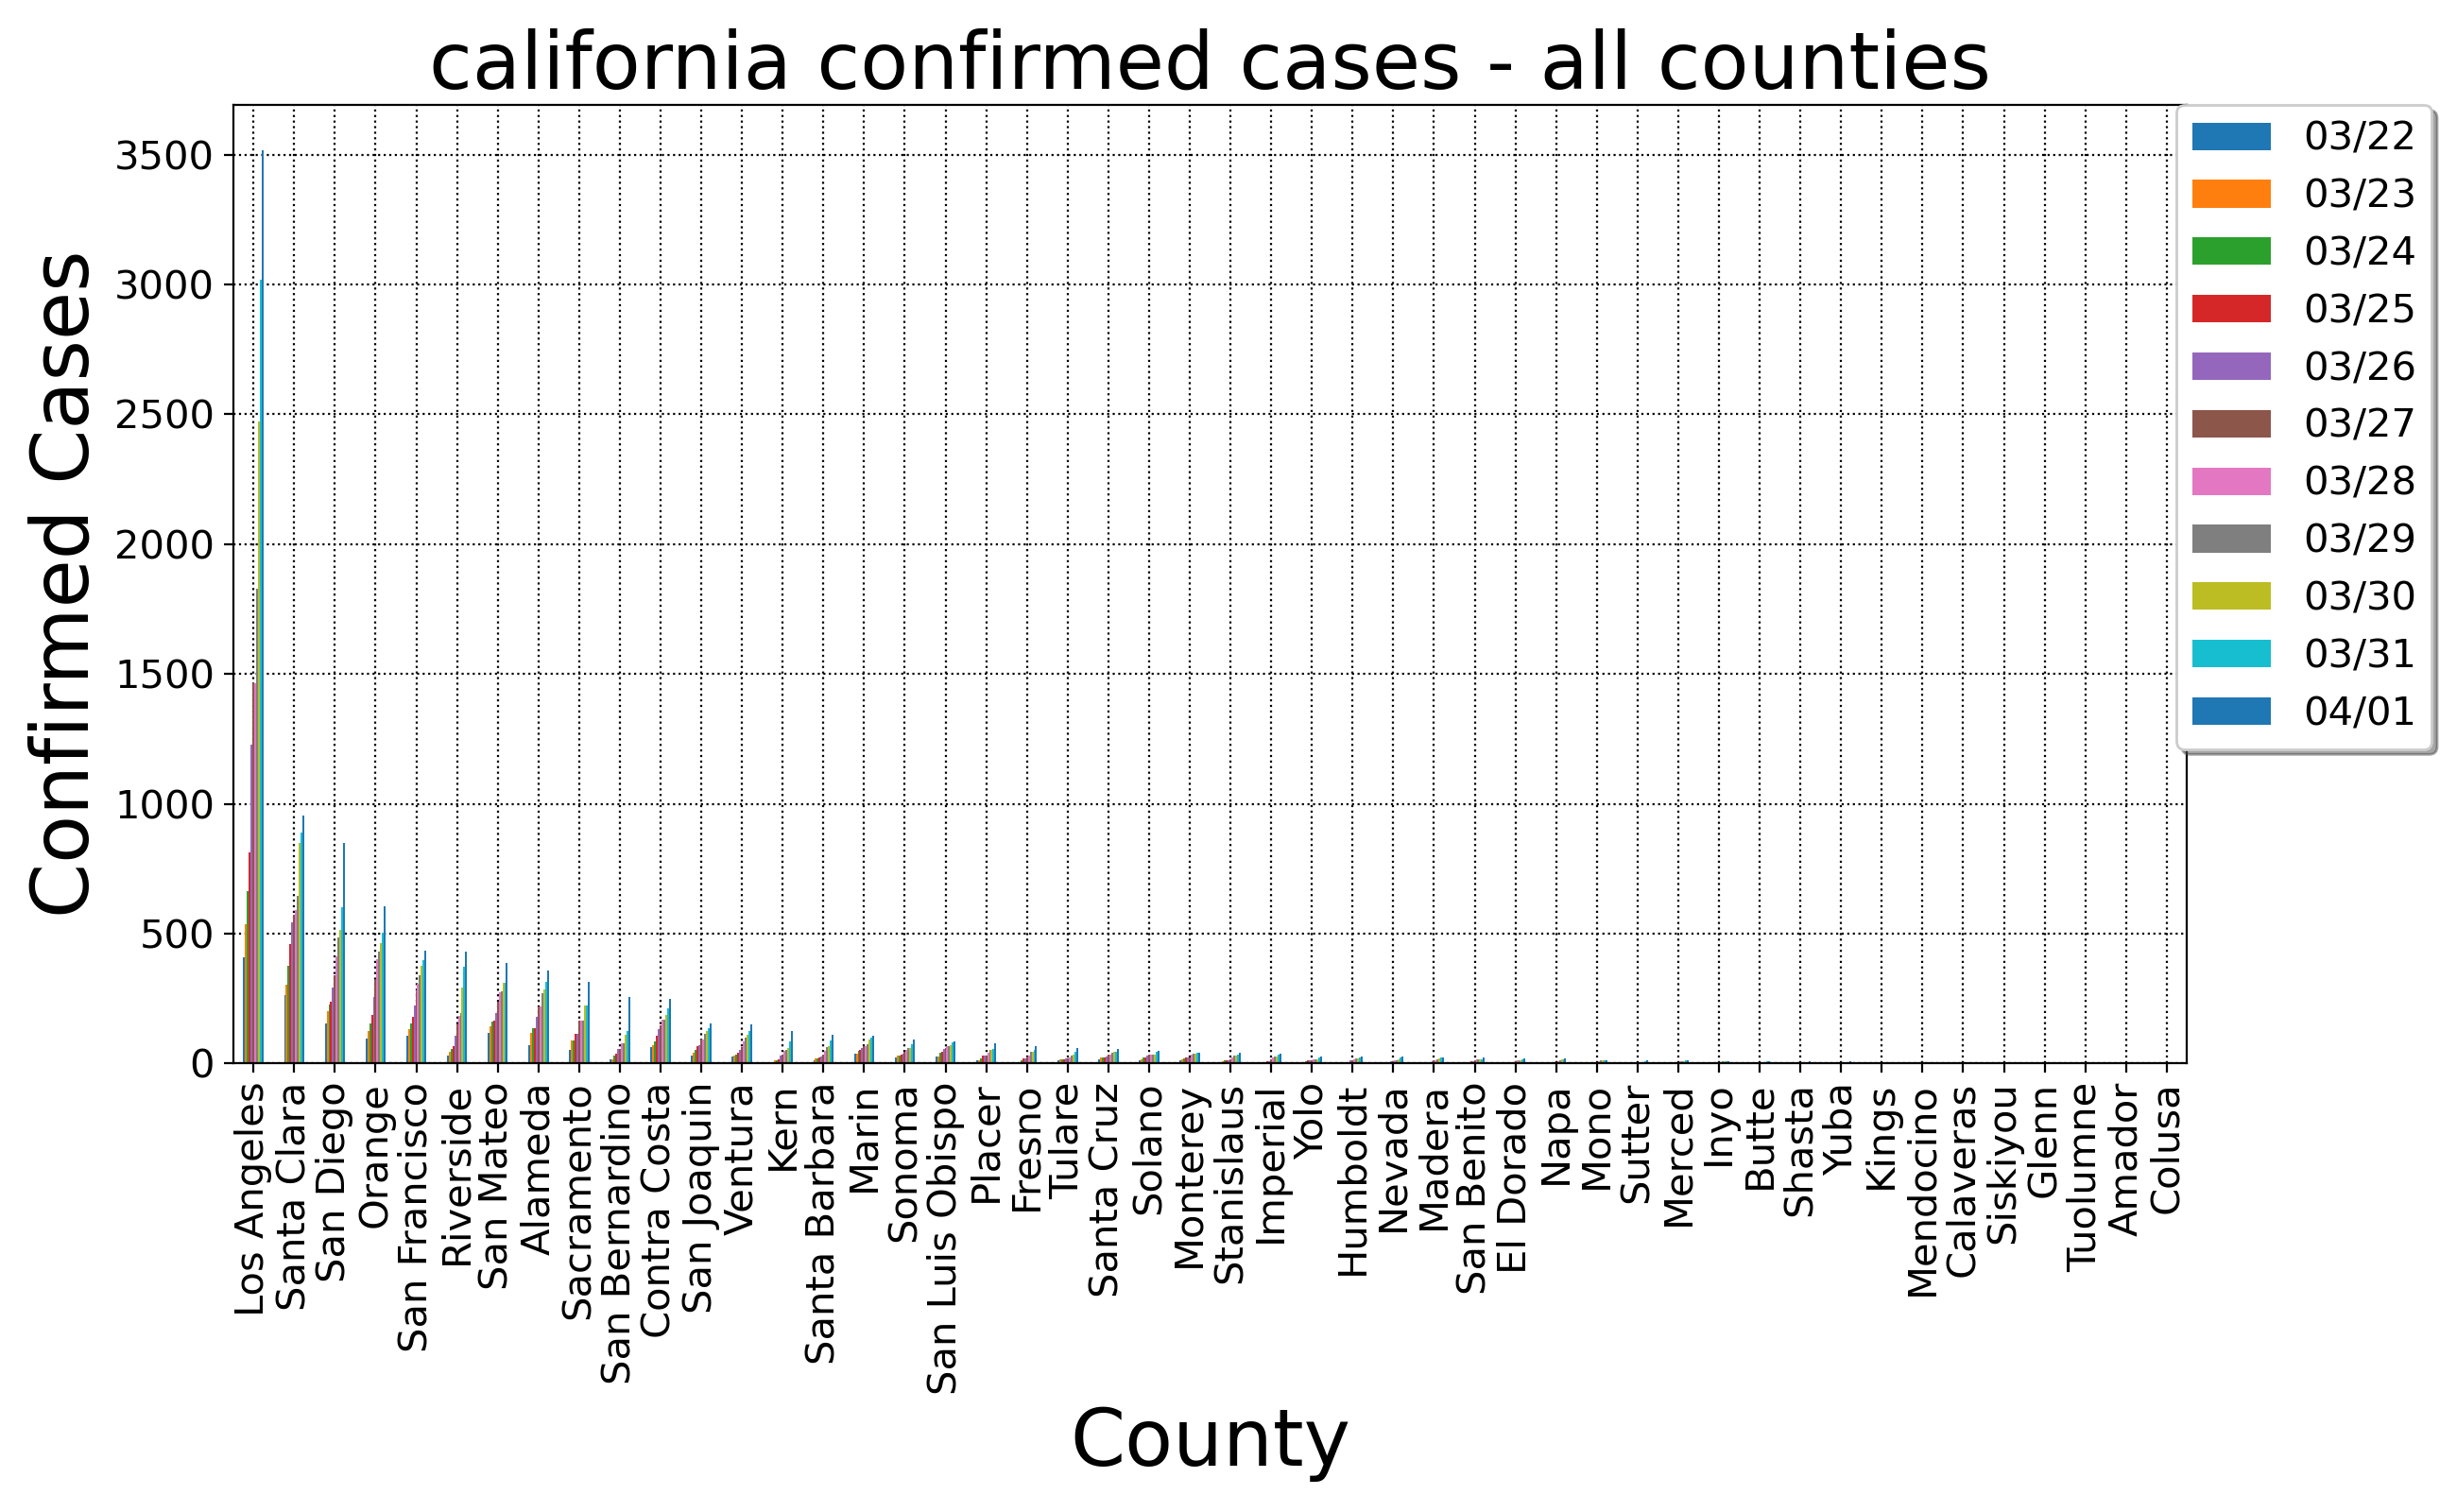 california confirmed cases - all counties
Confirmed Cases
3500
3000
2500
2000
1500
1000
500
0
03/22
03/23
03/24
03/25
03/26
03/27
03/28
03/29
03/30
03/31
04/01
Los Angeles
Santa Clara
San Diego
Orange
San Francisco
Riverside
San Mateo
Alameda
Sacramento
San Bernardino
Contra Costa
San Joaquin
Ventura
Kern
Santa Barbara
Marin
Sonoma
San Luis Obispo
Placer
Fresno
Tulare
Santa Cruz
Solano
Monterey
Stanislaus
Imperial
Yolo
Humboldt
Nevada
Madera
San Benito
El Dorado
Napa
Mono
Sutter
Merced
Inyo
Butte
Shasta
Yuba
Kings
Mendocino
Calaveras
Siskiyou
Glenn
Tuolumne
Amador
Colusa
County